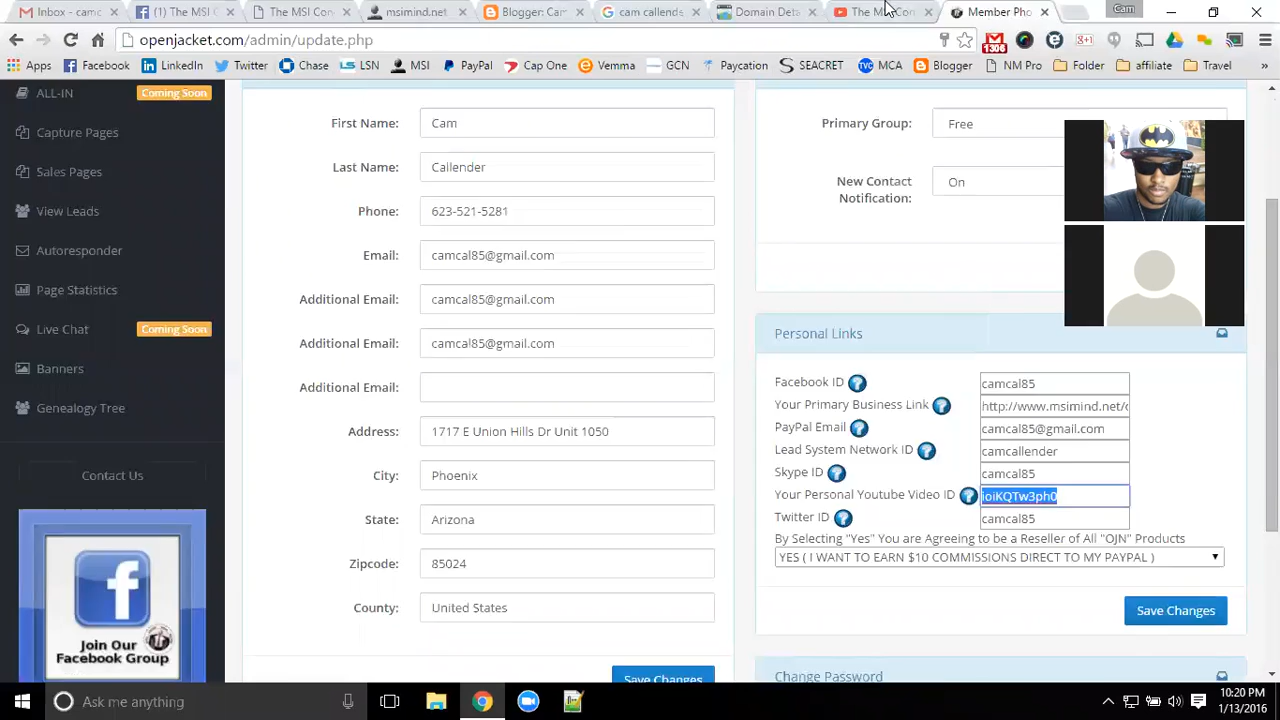 Inbox - camc
(1) The MSI C
The MSI Con
msimind.net/
Blogger: Cam
cam callende
Domain Deta
The M
Con
Member Pho
Cam
openjacket.com/admin/update.php
1306
Apps
Facebook
LinkedIn
Twitter
Chase
LSN
MSI
PayPal
Cap One
Vemma
GCN
Paycation
SEACRET
MCA
Blogger
NM Pro
Folder
affiliate
Travel
ALL-IN
Coming Soon
Capture Pages
Sales Pages
View Leads
Autoresponder
Page Statistics
Live Chat
Coming Soon
Banners
Genealogy Tree
Contact Us
Join Our
Facebook Group
First Name: Cam
Last Name: Callender
Phone: 623-521-5281
Email: camcal85@gmail.com
Additional Email: camcal85@gmail.com
Additional Email: camcal85@gmail.com
Additional Email:
Address: 1717 E Union Hills Dr Unit 1050
City: Phoenix
State: Arizona
Zipcode: 85024
County: United States
Save Changes
Primary Group: Free
New Contact
Notification: On
Personal Links
Facebook ID ? camcal85
Your Primary Business Link ? http://www.msimind.net/c
PayPal Email ? camcal85@gmail.com
Lead System Network ID ? camcallender
Skype ID ? camcal85
Your Personal Youtube Video ID ? ioiKQTw3ph0
Twitter ID ? camcal85
By Selecting "Yes" You are Agreeing to be a Reseller of All "OJN" Products
YES ( I WANT TO EARN $10 COMMISSIONS DIRECT TO MY PAYPAL )
Save Changes
Change Password
Ask me anything
10:20 PM
1/13/2016